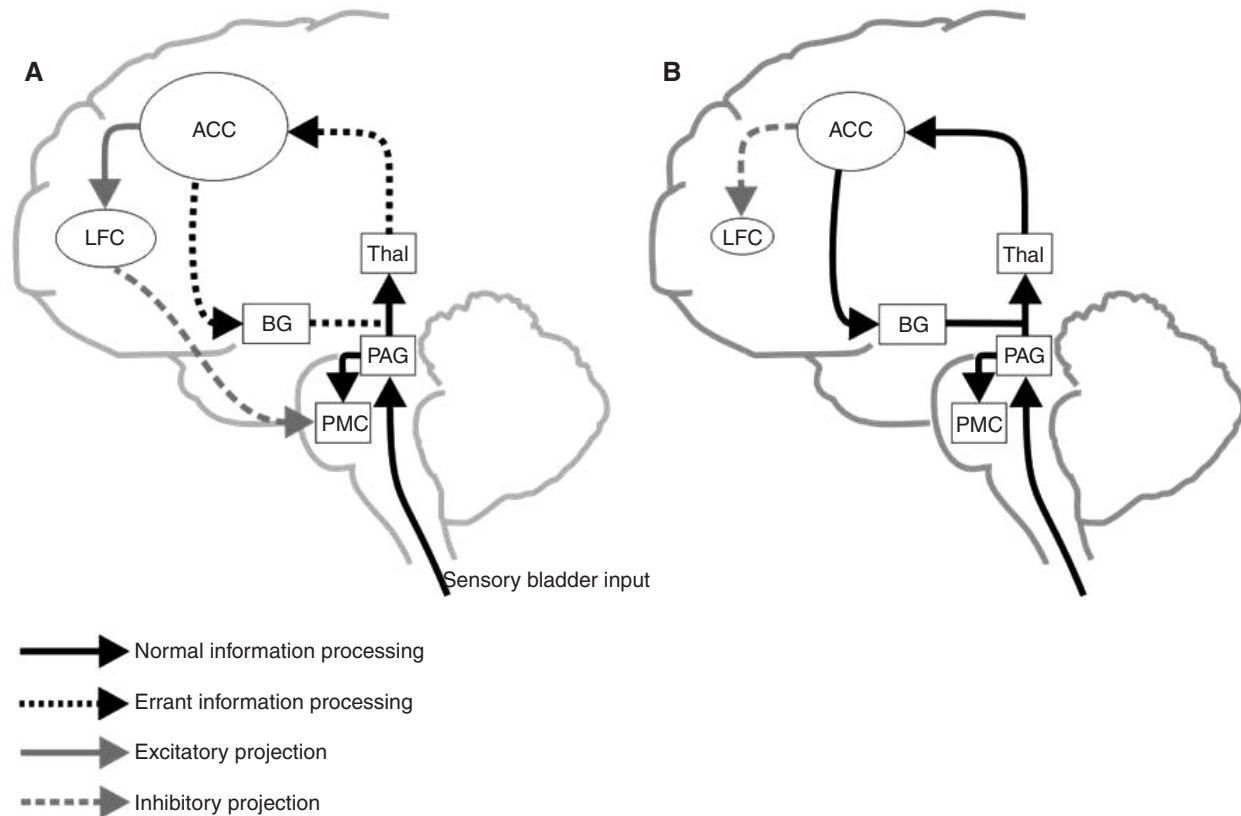 A
ACC
LFC
Thal
BG
PAG
PMC
Sensory bladder input
B
ACC
LFC
Thal
BG
PAG
PMC
Normal information processing
Errant information processing
Excitatory projection
Inhibitory projection